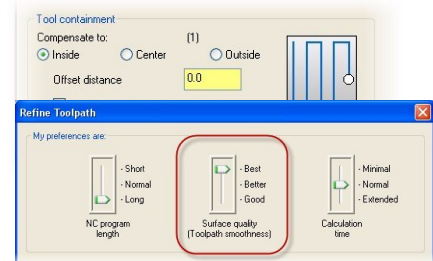 Tool containment
Compensate to: (1)
Inside Center Outside
Offset distance 0.0
Refine Toolpath
My preferences are:
- Short - Best - Minimal
- Normal - Better - Normal
- Long - Good - Extended
NC program Surface quality Calculation
length (Toolpath smoothness) time